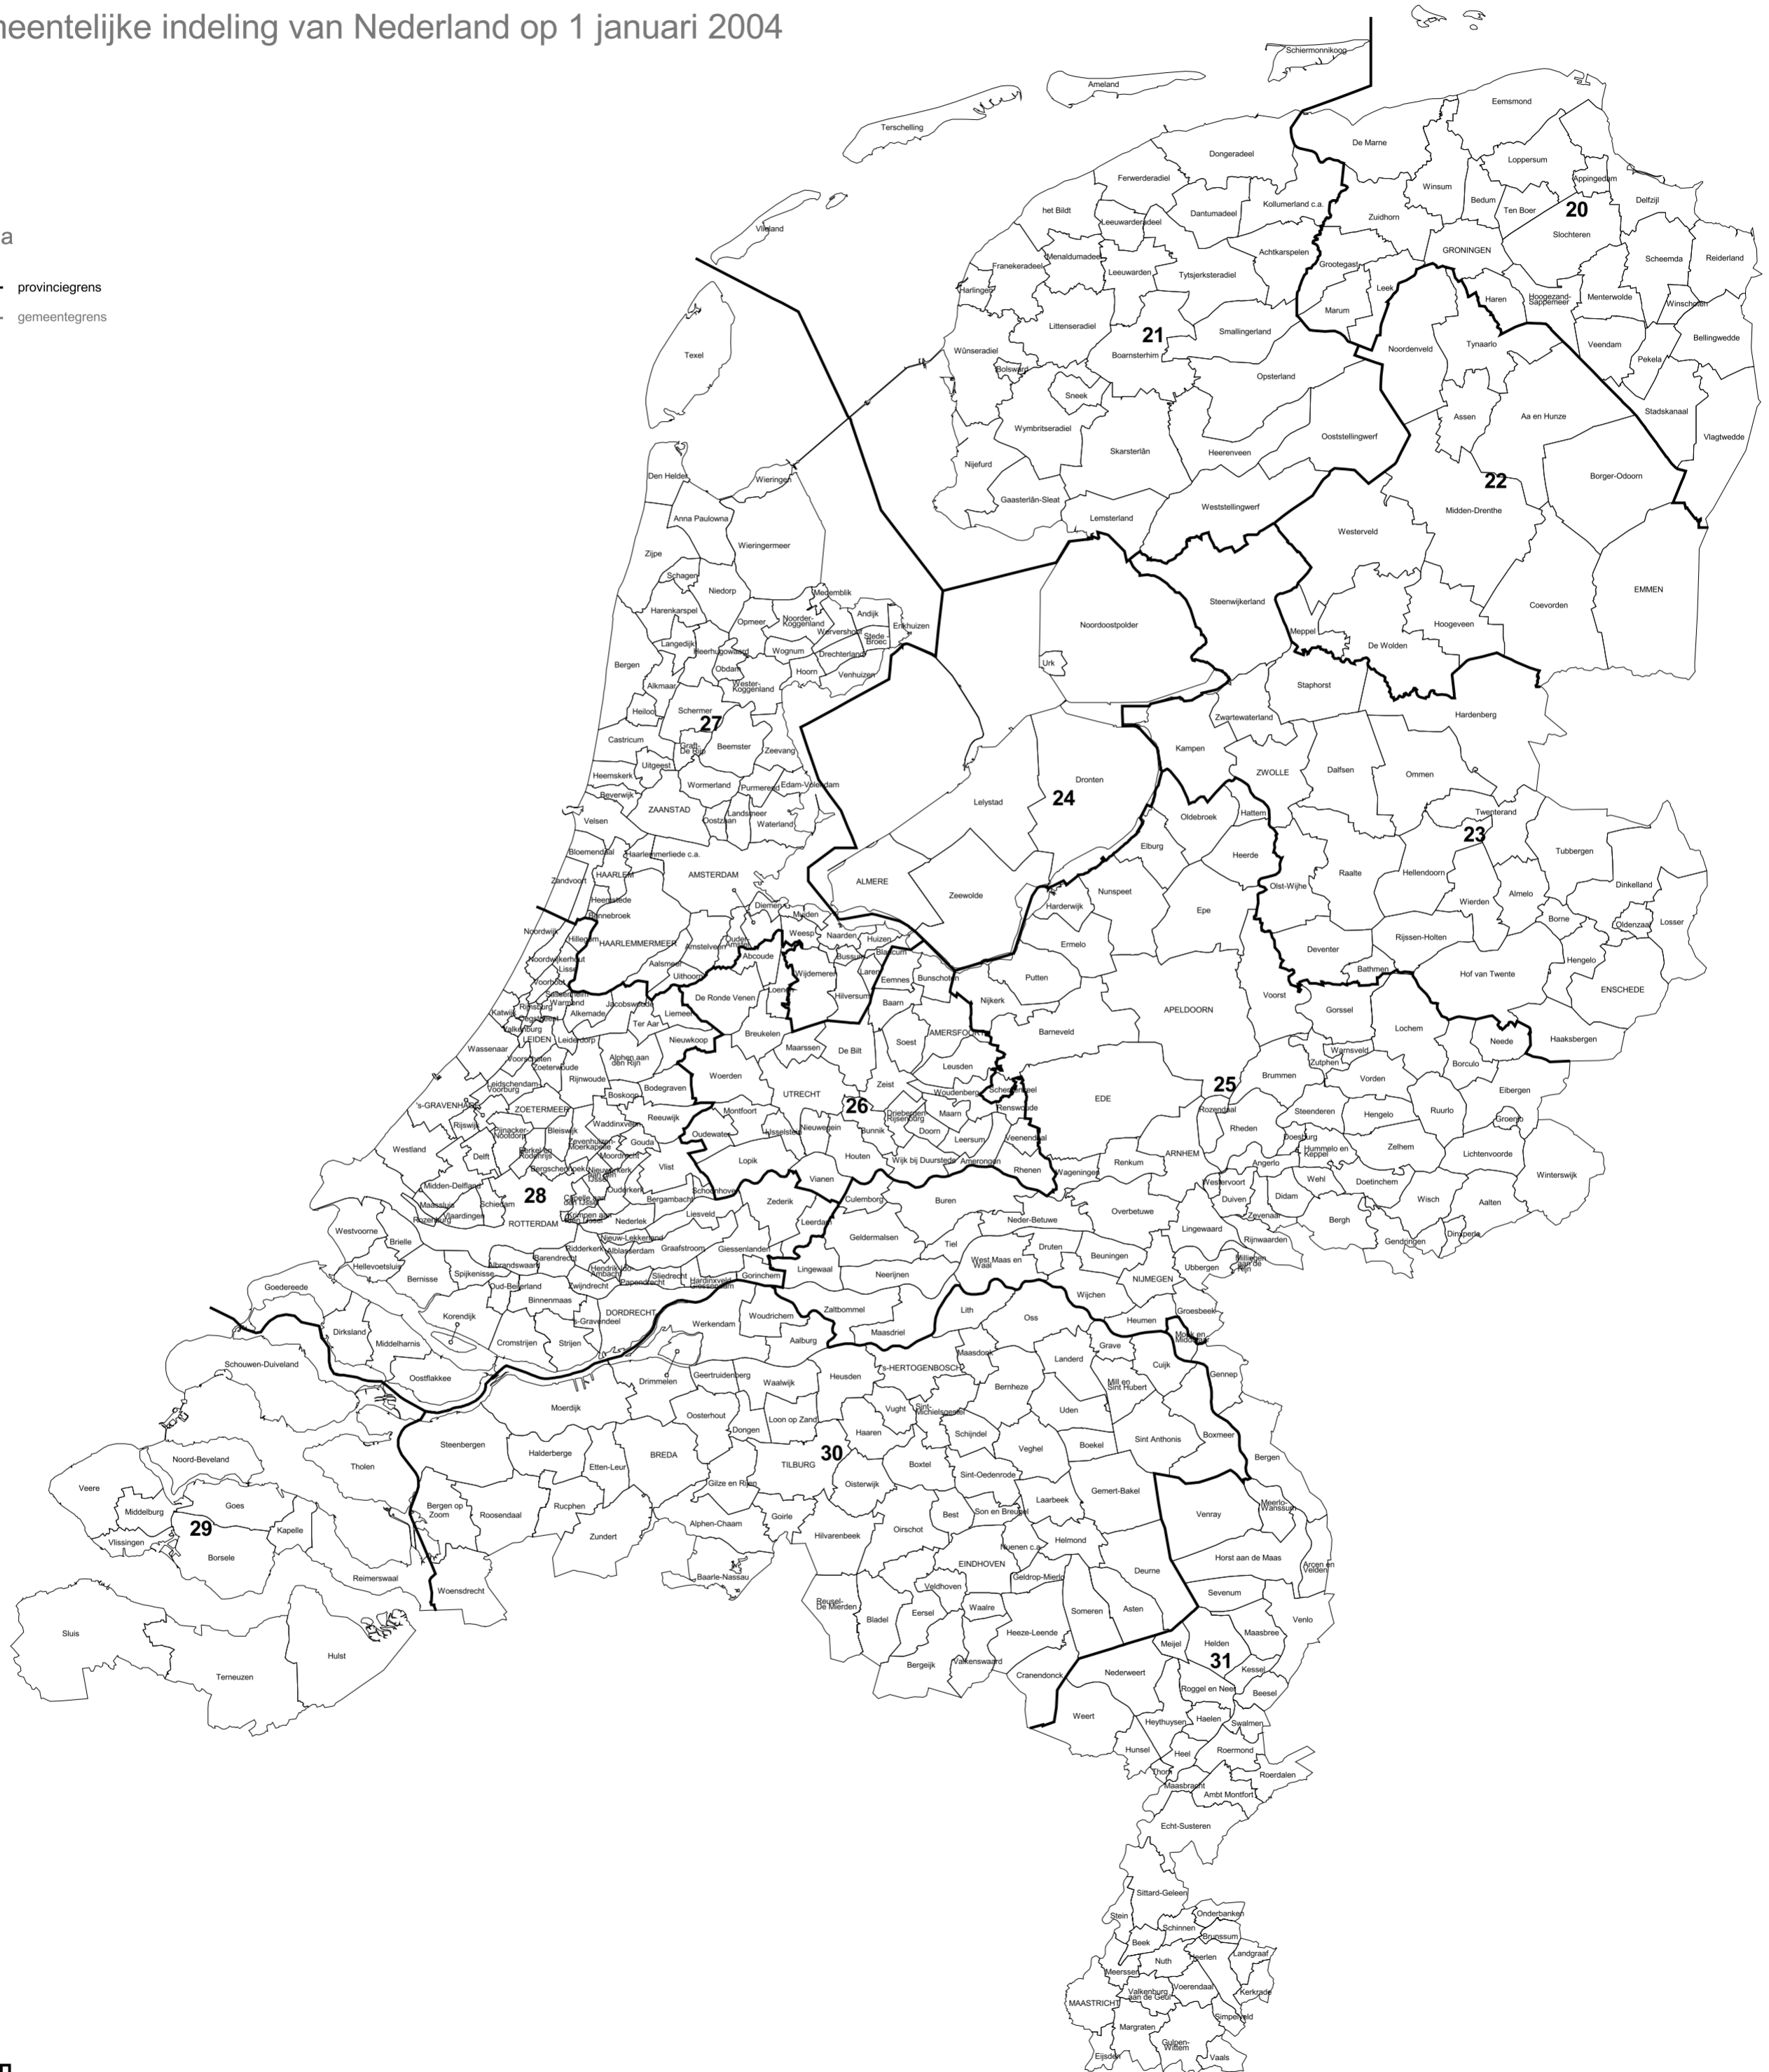 neentelijke indeling van Nederland op 1 januari 2004
a
provinciegrens
gemeentegrens
Schiermonnikoog
Ameland
Terschelling
Vlieland
Texel
Eemsmond
De Marne
Loppersum
Appingedam
Delfzijl
Winsum
Bedum
Ten Boer
20
Slochteren
Zuidhorn
GRONINGEN
Scheemda
Reiderland
Grootegast
Leek
Marum
Haren
Hoogezand-
Sappemeer
Menterwolde
Winschoten
Veendam
Pekela
Bellingwedde
Stadskanaal
Vlagtwedde
Dongeradeel
Ferwerderadiel
het Bildt
Leeuwarderadeel
Dantumadeel
Kollumerland c.a.
Achtkarspelen
Menaldumadeel
Franekeradeel
Leeuwarden
Tytsjerksteradiel
Harlingen
Littenseradiel
21
Smallingerland
Boarnsterhim
Wûnseradiel
Bolsward
Sneek
Opsterland
Wymbritseradiel
Skarsterlân
Heerenveen
Ooststellingwerf
Nijefurd
Gaasterlân-Sleat
Lemsterland
Weststellingwerf
Noordenveld
Tynaarlo
Assen
Aa en Hunze
22
Borger-Odoorn
Midden-Drenthe
Westerveld
EMMEN
Coevorden
Hoogeveen
De Wolden
Meppel
Steenwijkerland
Noordoostpolder
Urk
Staphorst
Zwartewaterland
Hardenberg
Kampen
ZWOLLE
Dalfsen
Ommen
Twenterand
23
Tubbergen
Raalte
Hellendoorn
Almelo
Dinkelland
Olst-Wijhe
Wierden
Borne
Oldenzaal
Losser
Rijssen-Holten
Deventer
Bathmen
Hof van Twente
Hengelo
ENSCHEDE
Haaksbergen
Dronten
24
Lelystad
ALMERE
Zeewolde
Den Helder
Wieringen
Anna Paulowna
Wieringermeer
Zijpe
Schagen
Niedorp
Medemblik
Harenkarspel
Opmeer
Noorder-
Koggenland
Andijk
Wervershoof
Stede
Broec
Enkhuizen
Langedijk
Heerhugowaard
Wognum
Drechterland
Bergen
Obdam
Hoorn
Venhuizen
Alkmaar
Wester-
Koggenland
Heiloo
Schermer
27
Castricum
Graft-
De Rijp
Beemster
Zeevang
Uitgeest
Heemskerk
Wormerland
Purmerend
Edam-Volendam
Beverwijk
ZAANSTAD
Landsmeer
Oostzaan
Waterland
Velsen
Bloemendaal
Haarlemmerliede c.a.
HAARLEM
AMSTERDAM
Zandvoort
Heemstede
Bennebroek
Diemen
Muiden
Weesp
Naarden
Huizen
HAARLEMMERMEER
Amstelveen
Ouder-
Amstel
Bussum
Blaricum
Aalsmeer
Uithoorn
Laren
Wijdemeren
Hilversum
Oldebroek
Hattem
Elburg
Heerde
Nunspeet
Harderwijk
Epe
Ermelo
Putten
Nijkerk
APELDOORN
Voorst
Barneveld
Gorssel
Lochem
Neede
Borculo
Warnsveld
Zutphen
Brummen
Vorden
Eibergen
25
EDE
Scherpenzeel
Rozendaal
Steenderen
Hengelo
Ruurlo
Groenlo
Rheden
Doesburg
Hummelo en
Keppel
Zelhem
Lichtenvoorde
Winterswijk
ARNHEM
Angerlo
Renkum
Wageningen
Wehl
Doetinchem
Wisch
Aalten
Westervoort
Duiven
Didam
Zevenaar
Bergh
Gendringen
Dinxperlo
Overbetuwe
Lingewaard
Rijnwaarden
Neder-Betuwe
Buren
Culemborg
Geldermalsen
Tiel
Druten
Beuningen
West Maas en
Waal
Ubbergen
Millingen
aan de
Rijn
NIJMEGEN
Lingewaal
Neerijnen
Wijchen
Zaltbommel
Maasdriel
Groesbeek
Heumen
Abcoude
Loenen
De Ronde Venen
Eemnes
Bunschoten
Baarn
Breukelen
Maarssen
De Bilt
Soest
AMERSFOORT
Leusden
Woerden
UTRECHT
Zeist
Woudenberg
26
Renswoude
Montfoort
Driebergen-
Rijsenburg
Maarn
Oudewater
IJsselstein
Nieuwegein
Bunnik
Doorn
Leersum
Veenendaal
Lopik
Houten
Wijk bij Duurstede
Amerongen
Rhenen
Vianen
Noordwijk
Hillegom
Noordwijkerhout
Lisse
Voorhout
Sassenheim
Warmond
Rijnsburg
Katwijk
Oegstgeest
Valkenburg
Alkemade
Jacobswoude
Ter Aar
Liemeer
LEIDEN
Leiderdorp
Nieuwkoop
Wassenaar
Voorschoten
Zoeterwoude
Alphen aan
den Rijn
Rijnwoude
Leidschendam-
Voorburg
Bodegraven
Boskoop
's-GRAVENHAGE
ZOETERMEER
Reeuwijk
Rijswijk
Pijnacker-
Nootdorp
Bleiswijk
Waddinxveen
Zevenhuizen-
Moerkapelle
Gouda
Westland
Delft
Berkel en
Rodenrijs
Moordrecht
Bergschenhoek
Nieuwerkerk
aan den
IJssel
Vlist
Midden-Delfland
28
Ouderkerk
Schoonhoven
Maassluis
Schiedam
Capelle aan
den IJssel
Bergambacht
Rozenburg
Vlaardingen
ROTTERDAM
Krimpen aan
den IJssel
Nederlek
Liesveld
Zederik
Leerdam
Westvoorne
Brielle
Nieuw-Lekkerland
Ridderkerk
Alblasserdam
Graafstroom
Giessenlanden
Hellevoetsluis
Albrandswaard
Barendrecht
Hendrik-Ido-
Ambacht
Sliedrecht
Hardinxveld-
Giessendam
Gorinchem
Bernisse
Spijkenisse
Oud-Beijerland
Zwijndrecht
Papendrecht
Goedereede
Binnenmaas
DORDRECHT
Korendijk
's-Gravendeel
Dirksland
Middelharnis
Cromstrijen
Strijen
Oostflakkee
Schouwen-Duiveland
Noord-Beveland
Tholen
Veere
Middelburg
Goes
Kapelle
29
Vlissingen
Borsele
Reimerswaal
Sluis
Terneuzen
Hulst
Werkendam
Woudrichem
Aalburg
Lith
Oss
Maasdonk
Grave
Landerd
Cuijk
Mill en
Sint Hubert
's-HERTOGENBOSCH
Bernheze
Heusden
Waalwijk
Geertruidenberg
Drimmelen
Moerdijk
Oosterhout
Dongen
Loon op Zand
Vught
Sint-
Michielsgestel
Uden
Haaren
Schijndel
Veghel
Boekel
Sint Anthonis
Boxmeer
Steenbergen
Halderberge
Etten-Leur
BREDA
30
TILBURG
Boxtel
Oisterwijk
Sint-Oedenrode
Gilze en Rijen
Gemert-Bakel
Laarbeek
Bergen op
Zoom
Roosendaal
Rucphen
Zundert
Alphen-Chaam
Goirle
Hilvarenbeek
Oirschot
Best
Son en Breugel
Nuenen c.a.
Helmond
Woensdrecht
Baarle-Nassau
EINDHOVEN
Geldrop-Mierlo
Deurne
Reusel-
De Mierden
Bladel
Eersel
Veldhoven
Waalre
Someren
Asten
Heeze-Leende
Bergeijk
Valkenswaard
Cranendonck
Mook en
Middelaar
Gennep
Bergen
Venray
Meerlo-
Wanssum
Horst aan de Maas
Arcen en
Velden
Sevenum
Venlo
Maasbree
Meijel
Helden
31
Kessel
Nederweert
Roggel en Neer
Beesel
Weert
Heythuysen
Haelen
Swalmen
Hunsel
Heel
Roermond
Thorn
Roerdalen
Maasbracht
Ambt Montfort
Echt-Susteren
Sittard-Geleen
Stein
Onderbanken
Schinnen
Brunssum
Beek
Nuth
Heerlen
Landgraaf
Meerssen
Valkenburg
aan de Geul
Voerendaal
Kerkrade
MAASTRICHT
Simpelveld
Margraten
Gulpen-
Wittem
Eijsden
Vaals